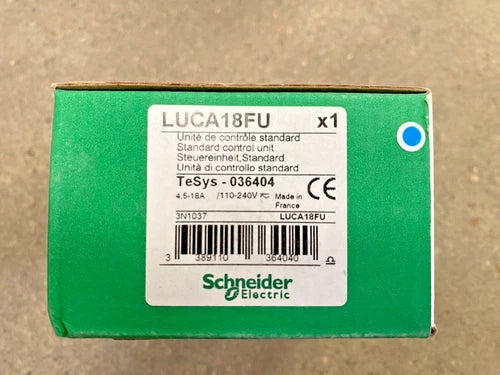 LUCA18FU x1
Unité de contrôle standard
Standard control unit
Steuereinheit,Standard
Unità di controllo standard
TeSys - 036404
4,5-18A /110-240V Made in France CE
3N1037 LUCA18FU
3 389110 364040
Schneider
Electric